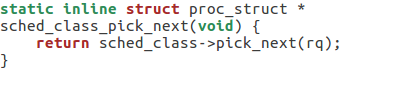 static inline struct proc_struct *
sched_class_pick_next(void) {
    return sched_class->pick_next(rq);
}